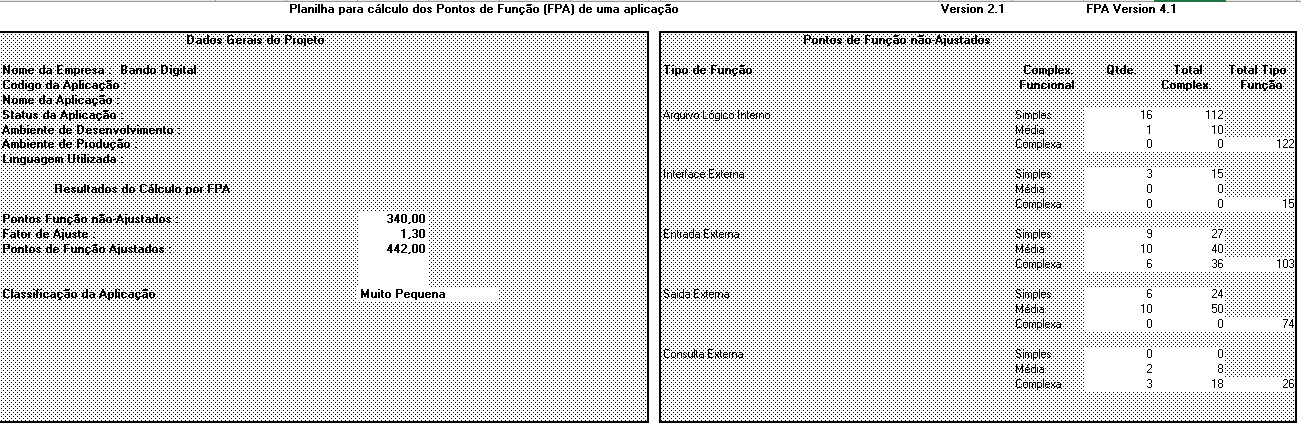 Planilha para cálculo dos Pontos de Função (FPA) de uma aplicação Version 2.1 FPA Version 4.1
Dados Gerais do Projeto
Nome da Empresa : Bando Digital
Codigo da Aplicação :
Nome da Aplicação :
Status da Aplicação :
Ambiente de Desenvolvimento :
Ambiente de Produção :
Linguagem Utilizada :
Resultados do Cálculo por FPA
Pontos Função não-Ajustados : 340,00
Fator de Ajuste : 1,30
Pontos de Função Ajustados : 442,00
Classificação da Aplicação Muito Pequena
Pontos de Função não-Ajustados
Tipo de Função Complex. Qtde. Total Total Tipo
Funcional Complex. Função
Arquivo Lógico Interno Simples 16 112
Média 1 10
Complexa 0 0 122
Interface Externa Simples 3 15
Média 0 0
Complexa 0 0 15
Entrada Externa Simples 9 27
Média 10 40
Complexa 6 36 103
Saída Externa Simples 6 24
Média 10 50
Complexa 0 0 74
Consulta Externa Simples 0 0
Média 2 8
Complexa 3 18 26